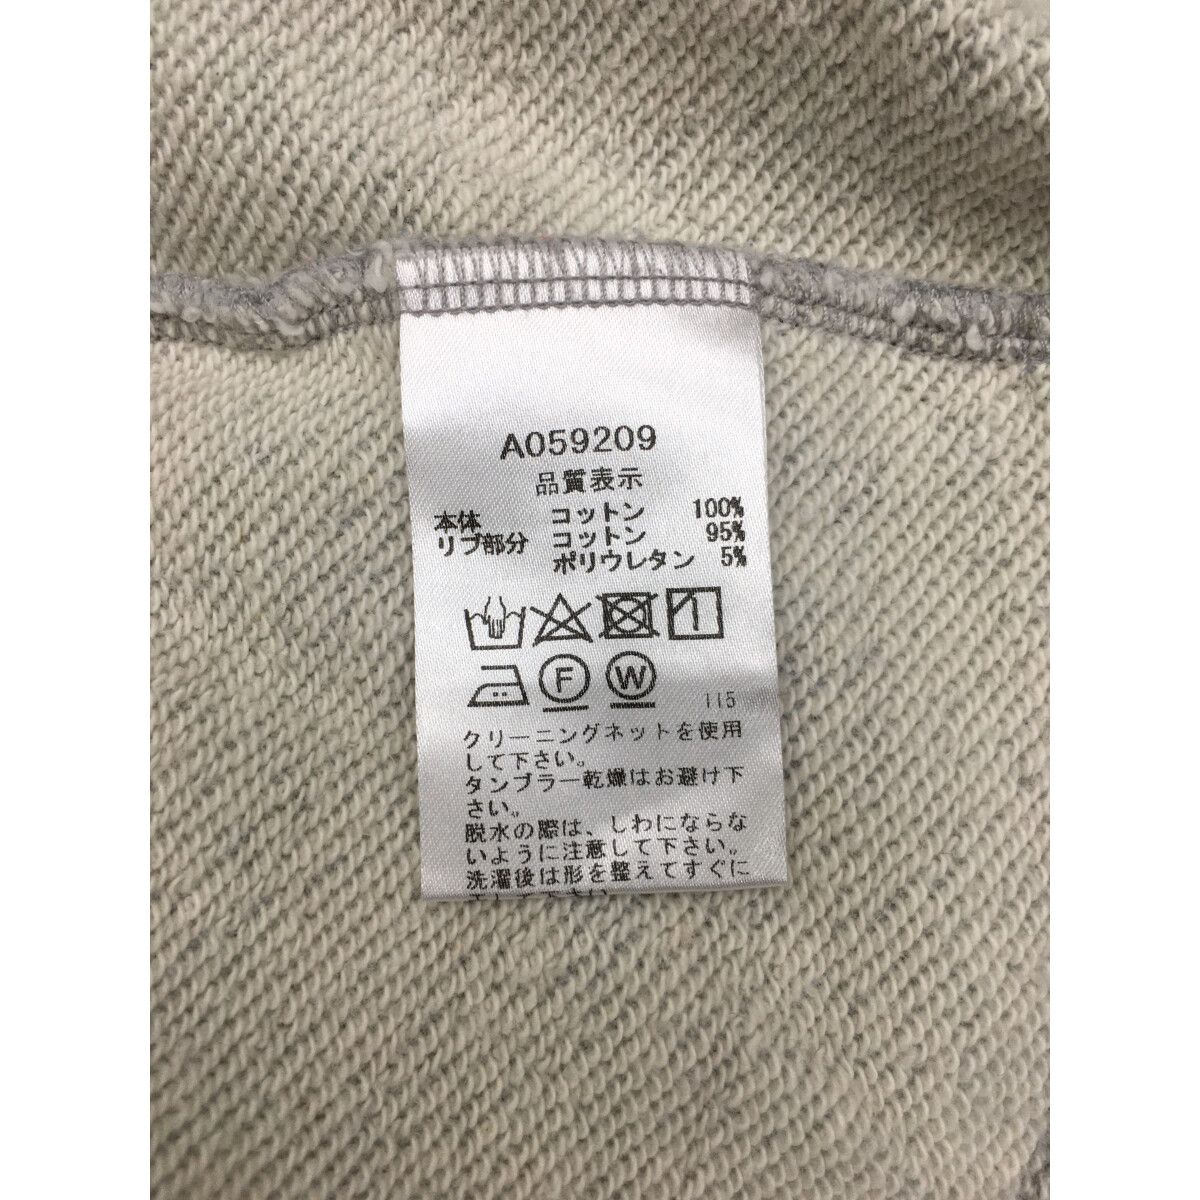 A059209
品質表示
本体 コットン 100%
リブ部分 コットン 95%
ポリウレタン 5%
F W 115
クリーニングネットを使用
して下さい。
タンブラー乾燥はお避け下
さい。
脱水の際は、しわにならな
いように注意して下さい。
洗濯後は形を整えてすぐに